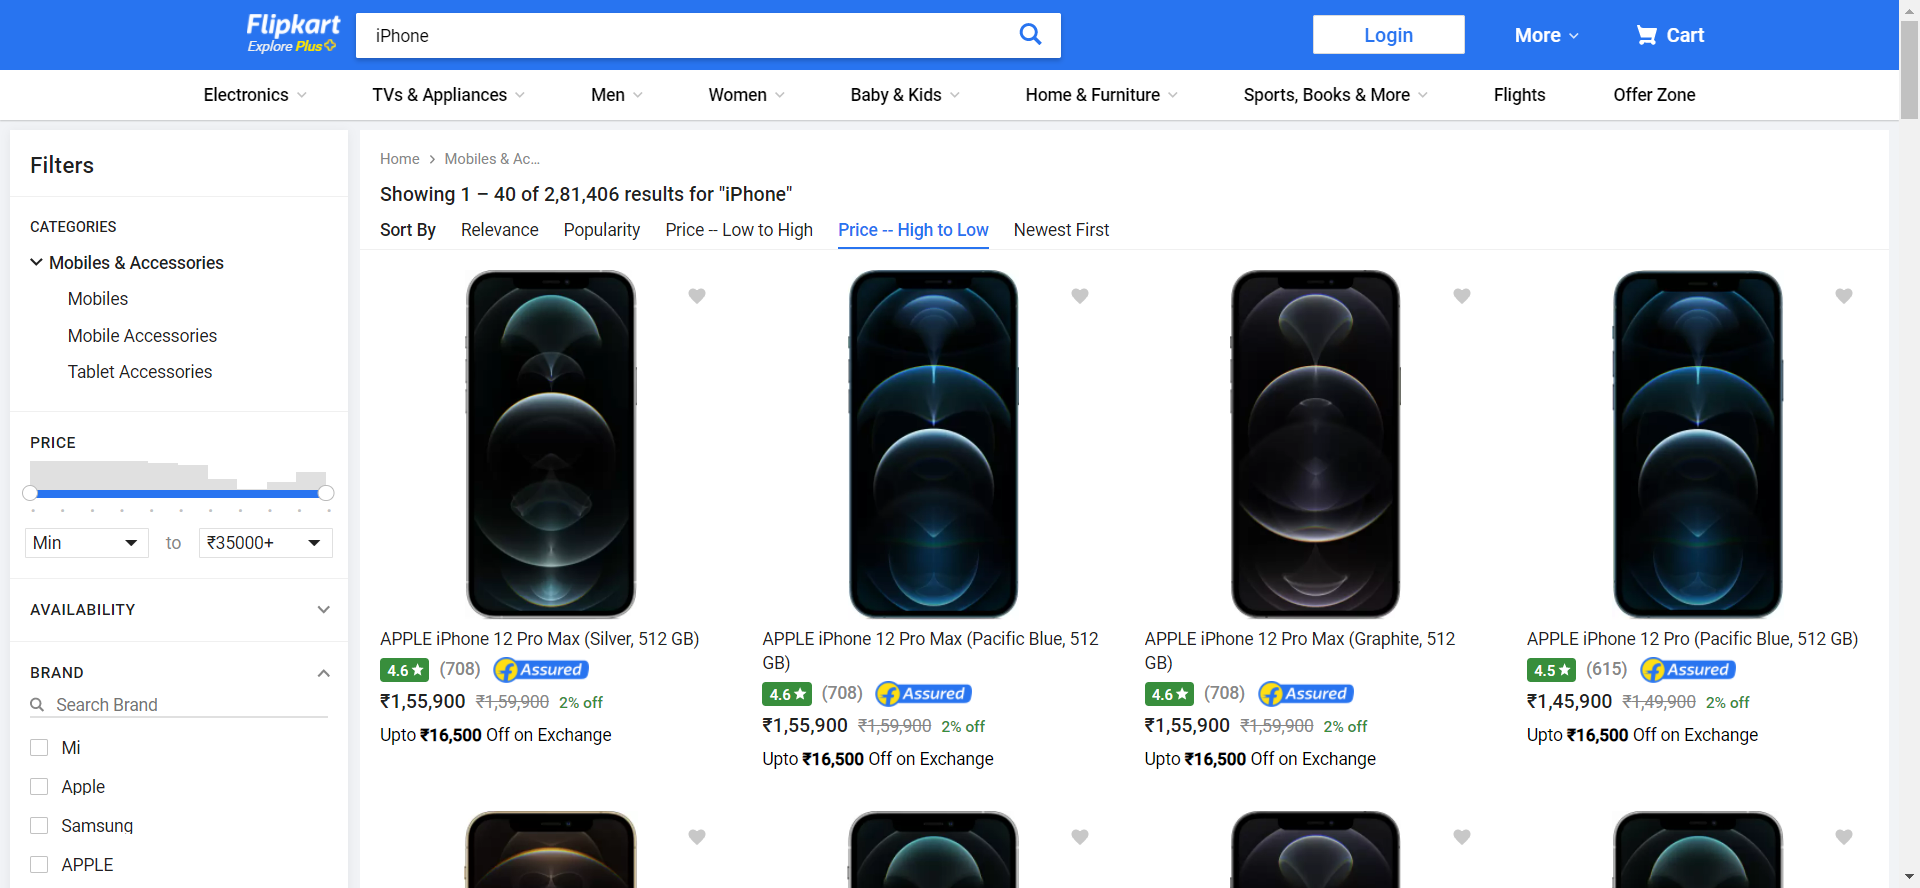 Flipkart
Explore Plus
iPhone
Login
More
Cart
Electronics
TVs & Appliances
Men
Women
Baby & Kids
Home & Furniture
Sports, Books & More
Flights
Offer Zone
Filters
CATEGORIES
Mobiles & Accessories
Mobiles
Mobile Accessories
Tablet Accessories
PRICE
Min
to
₹35000+
AVAILABILITY
BRAND
Search Brand
Mi
Apple
Samsung
APPLE
Home
Mobiles & Ac...
Showing 1 – 40 of 2,81,406 results for "iPhone"
Sort By
Relevance
Popularity
Price -- Low to High
Price -- High to Low
Newest First
APPLE iPhone 12 Pro Max (Silver, 512 GB)
4.6★ (708) f Assured
₹1,55,900 ₹1,59,900 2% off
Upto ₹16,500 Off on Exchange
APPLE iPhone 12 Pro Max (Pacific Blue, 512
GB)
4.6★ (708) f Assured
₹1,55,900 ₹1,59,900 2% off
Upto ₹16,500 Off on Exchange
APPLE iPhone 12 Pro Max (Graphite, 512
GB)
4.6★ (708) f Assured
₹1,55,900 ₹1,59,900 2% off
Upto ₹16,500 Off on Exchange
APPLE iPhone 12 Pro (Pacific Blue, 512 GB)
4.5★ (615) f Assured
₹1,45,900 ₹1,49,900 2% off
Upto ₹16,500 Off on Exchange